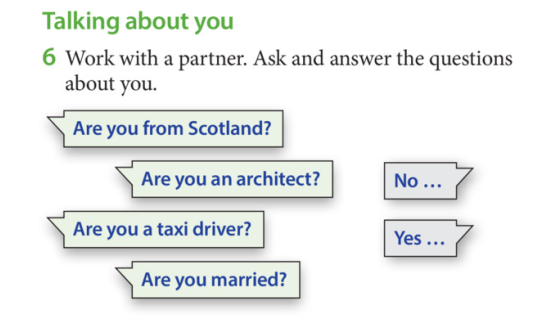 Talking about you
6 Work with a partner. Ask and answer the questions
about you.
Are you from Scotland?
Are you an architect?
No …
Are you a taxi driver?
Yes …
Are you married?